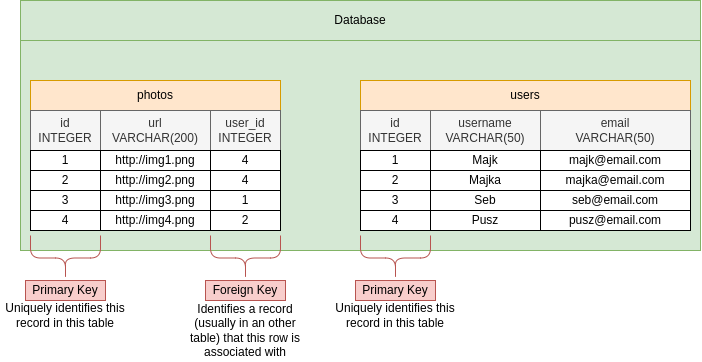 Database
photos
id
INTEGER
url
VARCHAR(200)
user_id
INTEGER
1 http://img1.png 4
2 http://img2.png 4
3 http://img3.png 1
4 http://img4.png 2
users
id
INTEGER
username
VARCHAR(50)
email
VARCHAR(50)
1 Majk majk@email.com
2 Majka majka@email.com
3 Seb seb@email.com
4 Pusz pusz@email.com
Primary Key
Uniquely identifies this
record in this table
Foreign Key
Identifies a record
(usually in an other
table) that this row is
associated with
Primary Key
Uniquely identifies this
record in this table